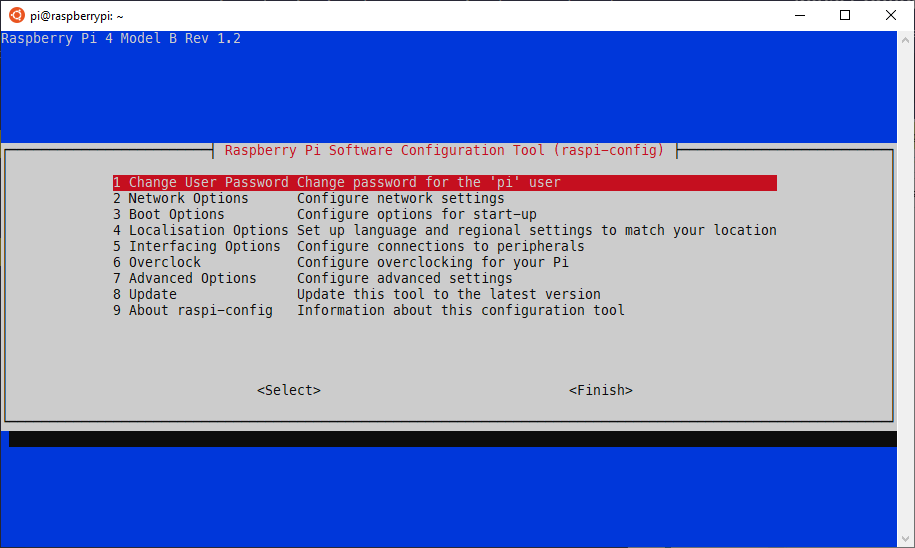 pi@raspberrypi: ~
Raspberry Pi 4 Model B Rev 1.2
Raspberry Pi Software Configuration Tool (raspi-config)
1 Change User Password Change password for the 'pi' user
2 Network Options Configure network settings
3 Boot Options Configure options for start-up
4 Localisation Options Set up language and regional settings to match your location
5 Interfacing Options Configure connections to peripherals
6 Overclock Configure overclocking for your Pi
7 Advanced Options Configure advanced settings
8 Update Update this tool to the latest version
9 About raspi-config Information about this configuration tool
<Select> <Finish>